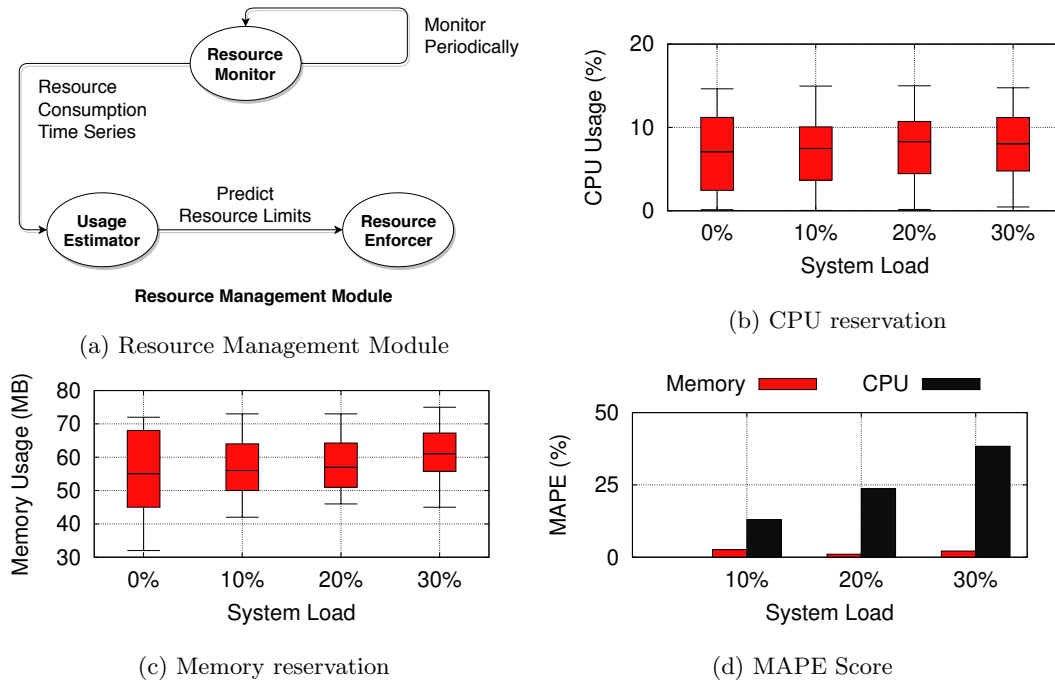 Resource
Monitor
Monitor
Periodically
Resource
Consumption
Time Series
Usage
Estimator
Predict
Resource Limits
Resource
Enforcer
Resource Management Module
(a) Resource Management Module
CPU Usage (%)
20
10
0
0% 10% 20% 30%
System Load
(b) CPU reservation
Memory Usage (MB)
80
70
60
50
40
30
0% 10% 20% 30%
System Load
(c) Memory reservation
Memory CPU
MAPE (%)
50
25
0
10% 20% 30%
System Load
(d) MAPE Score